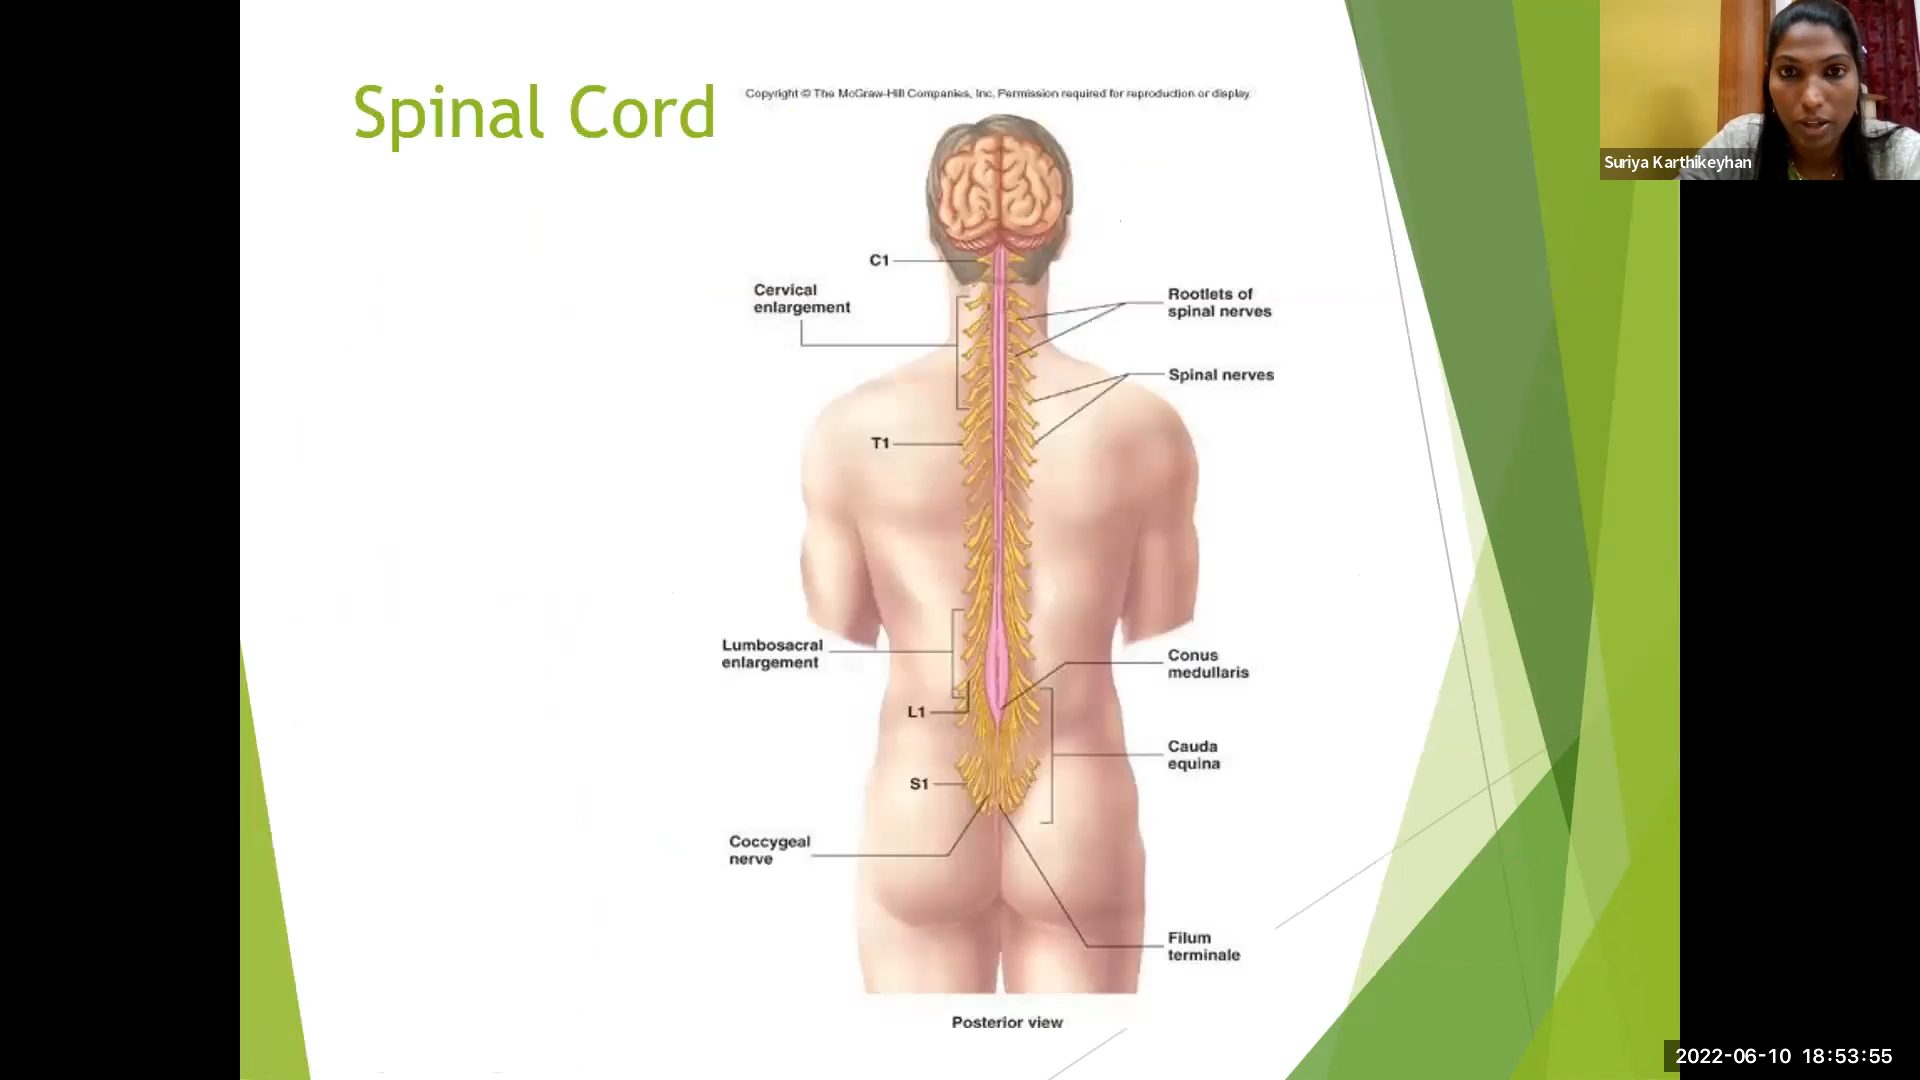 Spinal Cord
Copyright © The McGraw-Hill Companies, Inc. Permission required for reproduction or display.
Suriya Karthikeyhan
C1
Cervical
enlargement
Rootlets of
spinal nerves
Spinal nerves
T1
Lumbosacral
enlargement
Conus
medullaris
L1
Cauda
equina
S1
Coccygeal
nerve
Filum
terminale
Posterior view
2022-06-10 18:53:55